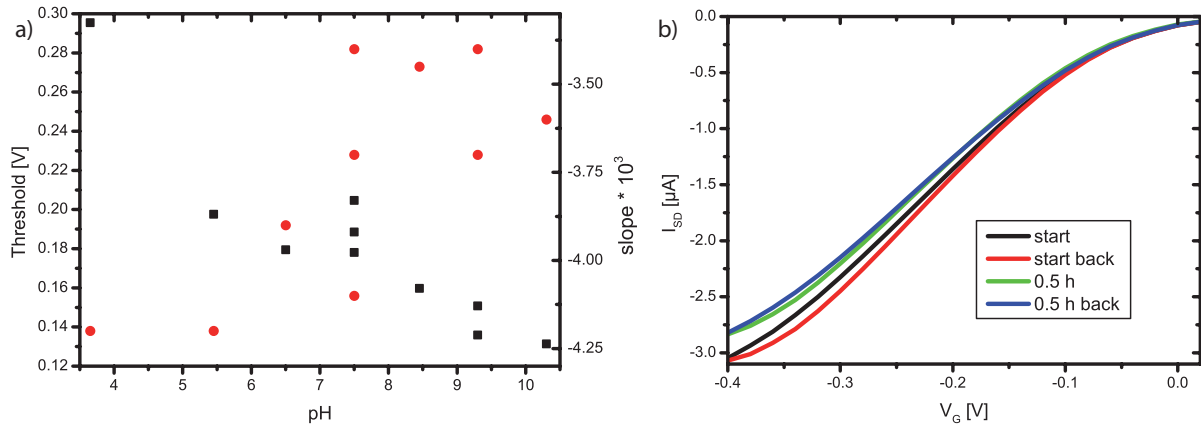 a)
Threshold [V]
0.30
0.28
0.26
0.24
0.22
0.20
0.18
0.16
0.14
0.12
4 5 6 7 8 9 10
pH
-3.50
-3.75
-4.00
-4.25
slope * 10^3
b)
I_SD [µA]
0.0
-0.5
-1.0
-1.5
-2.0
-2.5
-3.0
-0.4 -0.3 -0.2 -0.1 0.0
V_G [V]
start
start back
0.5 h
0.5 h back